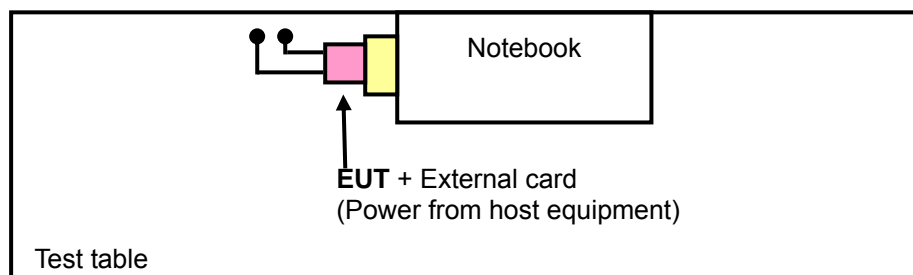 Notebook
EUT + External card
(Power from host equipment)
Test table